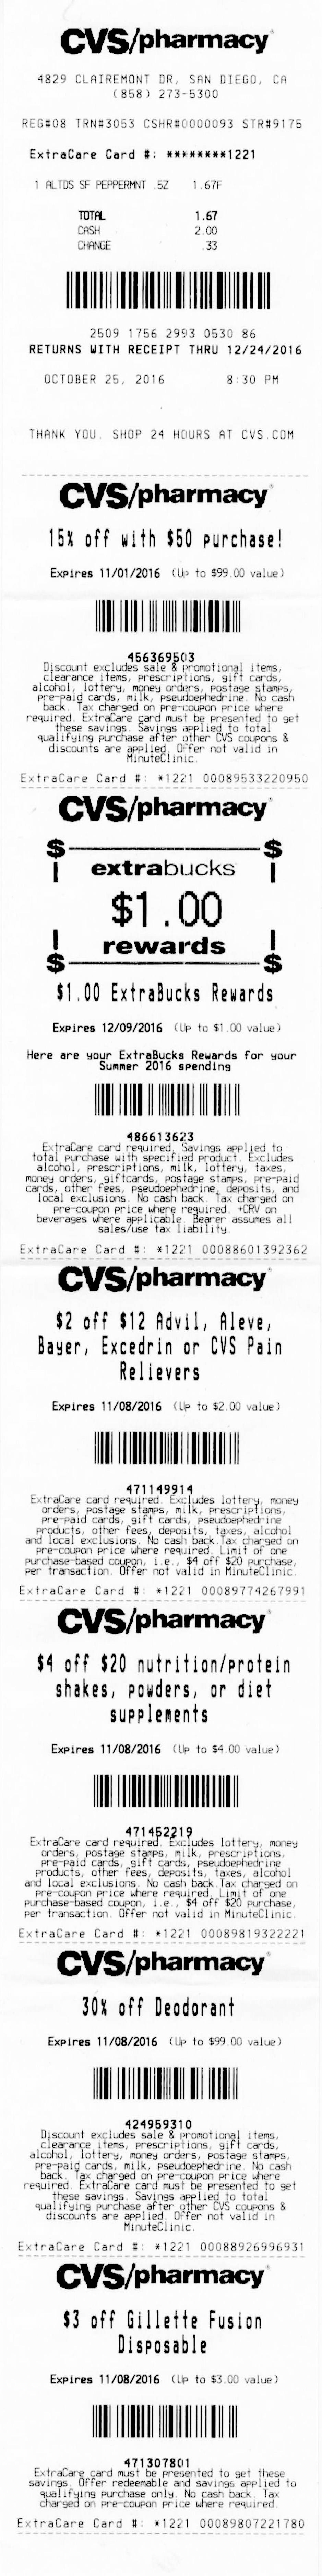 CVS/pharmacy
4829 CLAIREMONT DR, SAN DIEGO, CA
(858) 273-5300
REG#08 TRN#3053 CSHR#0000093 STR#9175
ExtraCare Card #: ********1221
1 ALTDS SF PEPPERMNT .5Z 1.67F
TOTAL 1.67
CASH 2.00
CHANGE .33
2509 1756 2993 0530 86
RETURNS WITH RECEIPT THRU 12/24/2016
OCTOBER 25, 2016 8:30 PM
THANK YOU. SHOP 24 HOURS AT CVS.COM
CVS/pharmacy
15% off with $50 purchase!
Expires 11/01/2016 (Up to $99.00 value)
456369503
Discount excludes sale & promotional items,
clearance items, prescriptions, gift cards,
alcohol, lottery, money orders, postage stamps,
pre-paid cards, milk, pseudoephedrine. No cash
back. Tax charged on pre-coupon price where
required. ExtraCare card must be presented to get
these savings. Savings applied to total
qualifying purchase after other CVS coupons &
discounts are applied. Offer not valid in
MinuteClinic.
ExtraCare Card #: *1221 00089533220950
CVS/pharmacy
$ $
extrabucks
$1.00
rewards
$ $
$1.00 ExtraBucks Rewards
Expires 12/09/2016 (Up to $1.00 value)
Here are your ExtraBucks Rewards for your
Summer 2016 spending
486613623
ExtraCare card required. Savings applied to
total purchase with specified product. Excludes
alcohol, prescriptions, milk, lottery, taxes,
money orders, giftcards, postage stamps, pre-paid
cards, other fees, pseudoephedrine, deposits, and
local exclusions. No cash back. Tax charged on
pre-coupon price where required. +CRV on
beverages where applicable. Bearer assumes all
sales/use tax liability.
ExtraCare Card #: *1221 00088601392362
CVS/pharmacy
$2 off $12 Advil, Aleve,
Bayer, Excedrin or CVS Pain
Relievers
Expires 11/08/2016 (Up to $2.00 value)
471149914
ExtraCare card required. Excludes lottery, money
orders, postage stamps, milk, prescriptions,
pre-paid cards, gift cards, pseudoephedrine
products, other fees, deposits, taxes, alcohol
and local exclusions. No cash back.Tax charged on
pre-coupon price where required. Limit of one
purchase-based coupon, i.e., $4 off $20 purchase,
per transaction. Offer not valid in MinuteClinic.
ExtraCare Card #: *1221 00089774267991
CVS/pharmacy
$4 off $20 nutrition/protein
shakes, powders, or diet
supplements
Expires 11/08/2016 (Up to $4.00 value)
471452219
ExtraCare card required. Excludes lottery, money
orders, postage stamps, milk, prescriptions,
pre-paid cards, gift cards, pseudoephedrine
products, other fees, deposits, taxes, alcohol
and local exclusions. No cash back.Tax charged on
pre-coupon price where required. Limit of one
purchase-based coupon, i.e., $4 off $20 purchase,
per transaction. Offer not valid in MinuteClinic.
ExtraCare Card #: *1221 00089819322221
CVS/pharmacy
30% off Deodorant
Expires 11/08/2016 (Up to $99.00 value)
424959310
Discount excludes sale & promotional items,
clearance items, prescriptions, gift cards,
alcohol, lottery, money orders, postage stamps,
pre-paid cards, milk, pseudoephedrine. No cash
back. Tax charged on pre-coupon price where
required. ExtraCare card must be presented to get
these savings. Savings applied to total
qualifying purchase after other CVS coupons &
discounts are applied. Offer not valid in
MinuteClinic.
ExtraCare Card #: *1221 00088926996931
CVS/pharmacy
$3 off Gillette Fusion
Disposable
Expires 11/08/2016 (Up to $3.00 value)
471307801
ExtraCare card must be presented to get these
savings. Offer redeemable and savings applied to
qualifying purchase only. No cash back. Tax
charged on pre-coupon price where required.
ExtraCare Card #: *1221 00089807221780